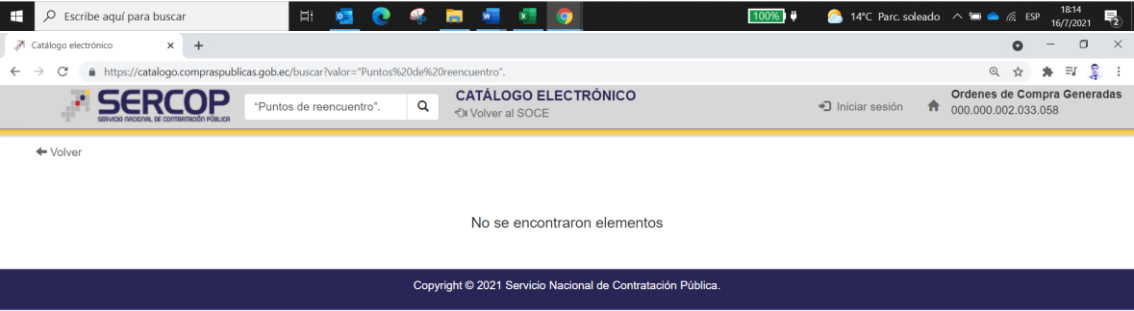 Escribe aquí para buscar
100%
14°C Parc. soleado
ESP
18:14
16/7/2021
2
Catálogo electrónico
https://catalogo.compraspublicas.gob.ec/buscar?valor="Puntos%20de%20reencuentro".
SERCOP
SERVICIO NACIONAL DE CONTRATACIÓN PÚBLICA
"Puntos de reencuentro".
CATÁLOGO ELECTRÓNICO
Volver al SOCE
Iniciar sesión
Ordenes de Compra Generadas
000.000.002.033.058
Volver
No se encontraron elementos
Copyright © 2021 Servicio Nacional de Contratación Pública.